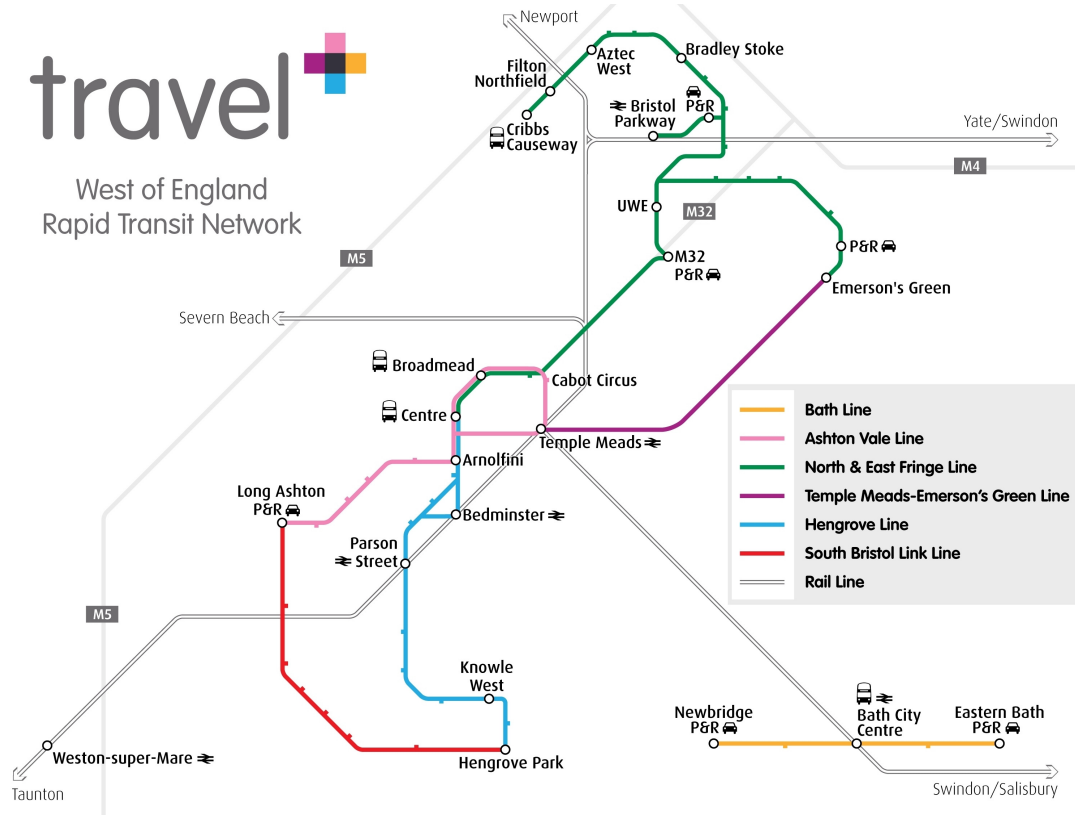 travel
West of England
Rapid Transit Network
Newport
Aztec
West
Bradley Stoke
Filton
Northfield
P&R
Bristol
Parkway
Cribbs
Causeway
Yate/Swindon
M4
UWE
M32
M32
P&R
P&R
Emerson's Green
M5
Severn Beach
Broadmead
Cabot Circus
Centre
Temple Meads
Arnolfini
Long Ashton
P&R
Bedminster
Parson
Street
M5
Knowle
West
Hengrove Park
Weston-super-Mare
Taunton
Bath Line
Ashton Vale Line
North & East Fringe Line
Temple Meads-Emerson's Green Line
Hengrove Line
South Bristol Link Line
Rail Line
Newbridge
P&R
Bath City
Centre
Eastern Bath
P&R
Swindon/Salisbury